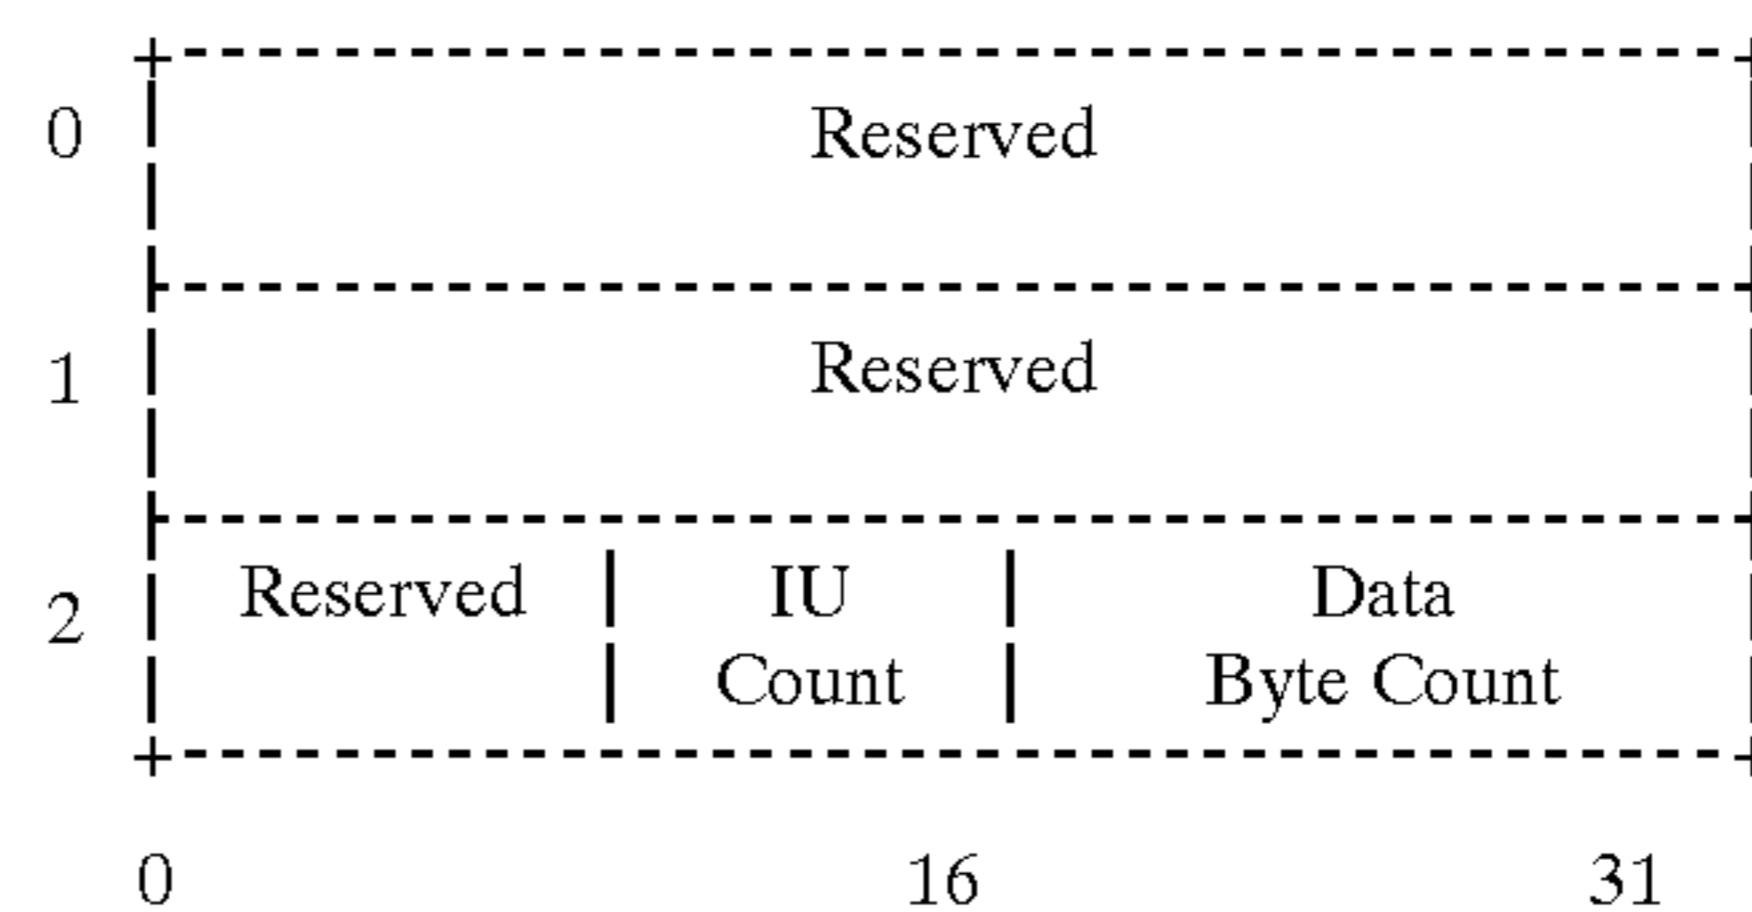 0 Reserved
1 Reserved
2 Reserved IU Data
Count Byte Count
0 16 31